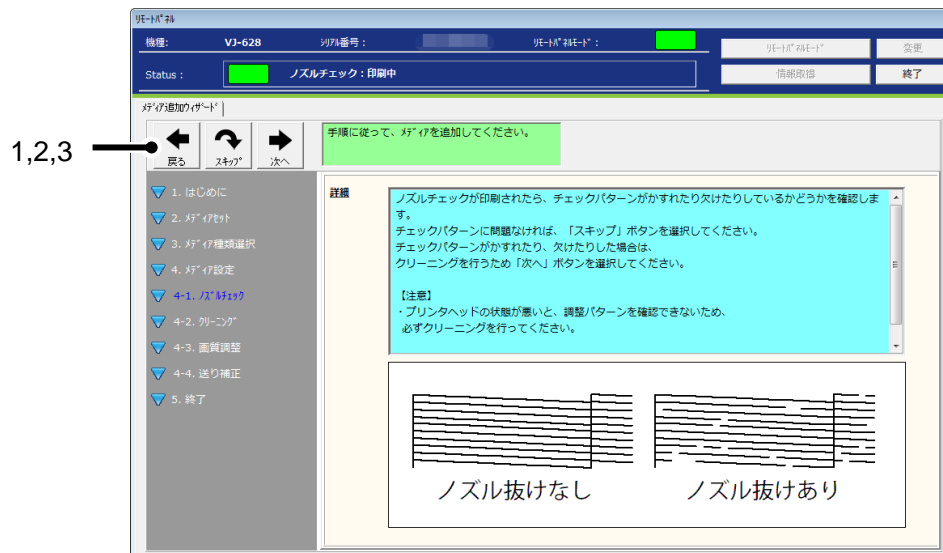 ﾘﾓｰﾄﾊﾟﾈﾙ
機種: VJ-628 ｼﾘｱﾙ番号： ﾘﾓｰﾄﾊﾟﾈﾙﾓｰﾄﾞ：
ﾘﾓｰﾄﾊﾟﾈﾙﾓｰﾄﾞ 変更
Status： ノズルチェック：印刷中
情報取得 終了
ﾒﾃﾞｨｱ追加ｳｨｻﾞｰﾄﾞ
1,2,3
戻る ｽｷｯﾌﾟ 次へ
手順に従って、ﾒﾃﾞｨｱを追加してください。
1. はじめに
2. ﾒﾃﾞｨｱｾｯﾄ
3. ﾒﾃﾞｨｱ種類選択
4. ﾒﾃﾞｨｱ設定
4-1. ﾉｽﾞﾙﾁｪｯｸ
4-2. ｸﾘｰﾆﾝｸﾞ
4-3. 画質調整
4-4. 送り補正
5. 終了
詳細
ノズルチェックが印刷されたら、チェックパターンがかすれたり欠けたりしているかどうかを確認しま
す。
チェックパターンに問題なければ、「スキップ」ボタンを選択してください。
チェックパターンがかすれたり、欠けたりした場合は、
クリーニングを行うため「次へ」ボタンを選択してください。
【注意】
・プリンタヘッドの状態が悪いと、調整パターンを確認できないため、
必ずクリーニングを行ってください。
ノズル抜けなし ノズル抜けあり